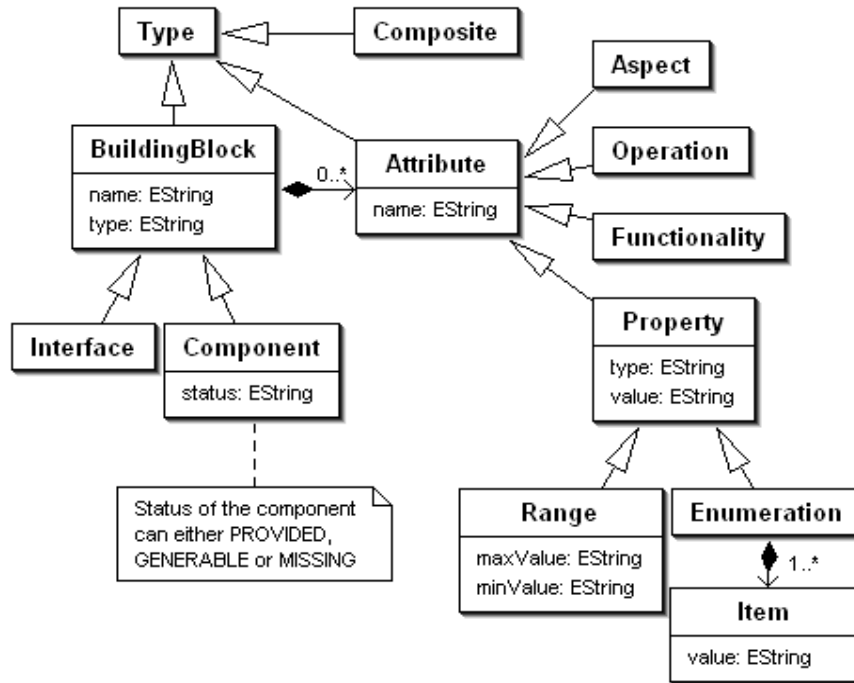 Type
Composite
Aspect
BuildingBlock
name: EString
type: EString
0..*
Attribute
name: EString
Operation
Functionality
Interface
Component
status: EString
Property
type: EString
value: EString
Status of the component
can either PROVIDED,
GENERABLE or MISSING
Range
maxValue: EString
minValue: EString
Enumeration
1..*
Item
value: EString